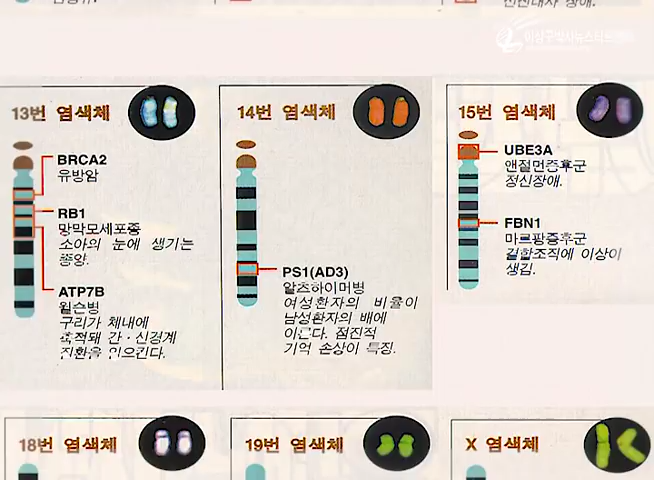 13번 염색체
BRCA2
유방암
RB1
망막모세포종
소아의 눈에 생기는
종양.
ATP7B
윌슨병
구리가 체내에
축적돼 간·신경계
질환을 일으킨다.
14번 염색체
PS1(AD3)
알츠하이머병
여성환자의 비율이
남성환자의 배에
이른다. 점진적
기억 손상이 특징.
15번 염색체
UBE3A
앤절먼증후군
정신장애.
FBN1
마르팡증후군
결합조직에 이상이
생김.
18번 염색체
19번 염색체
X 염색체